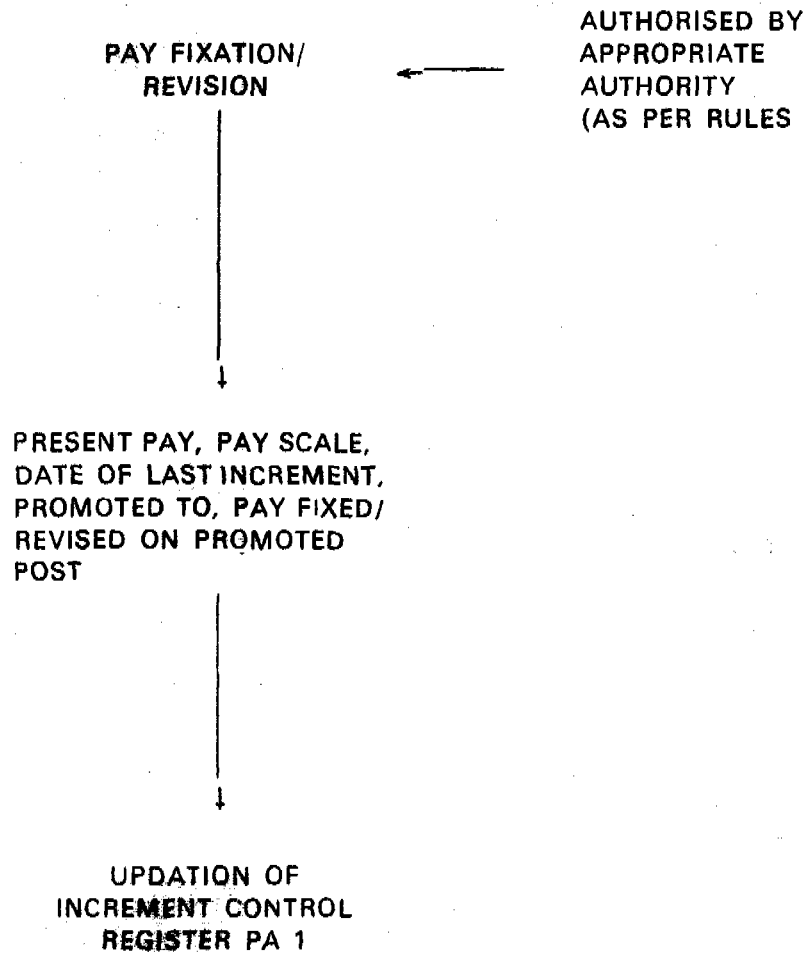 PAY FIXATION/
REVISION
AUTHORISED BY
APPROPRIATE
AUTHORITY
(AS PER RULES
PRESENT PAY, PAY SCALE,
DATE OF LAST INCREMENT,
PROMOTED TO, PAY FIXED/
REVISED ON PROMOTED
POST
UPDATION OF
INCREMENT CONTROL
REGISTER PA 1